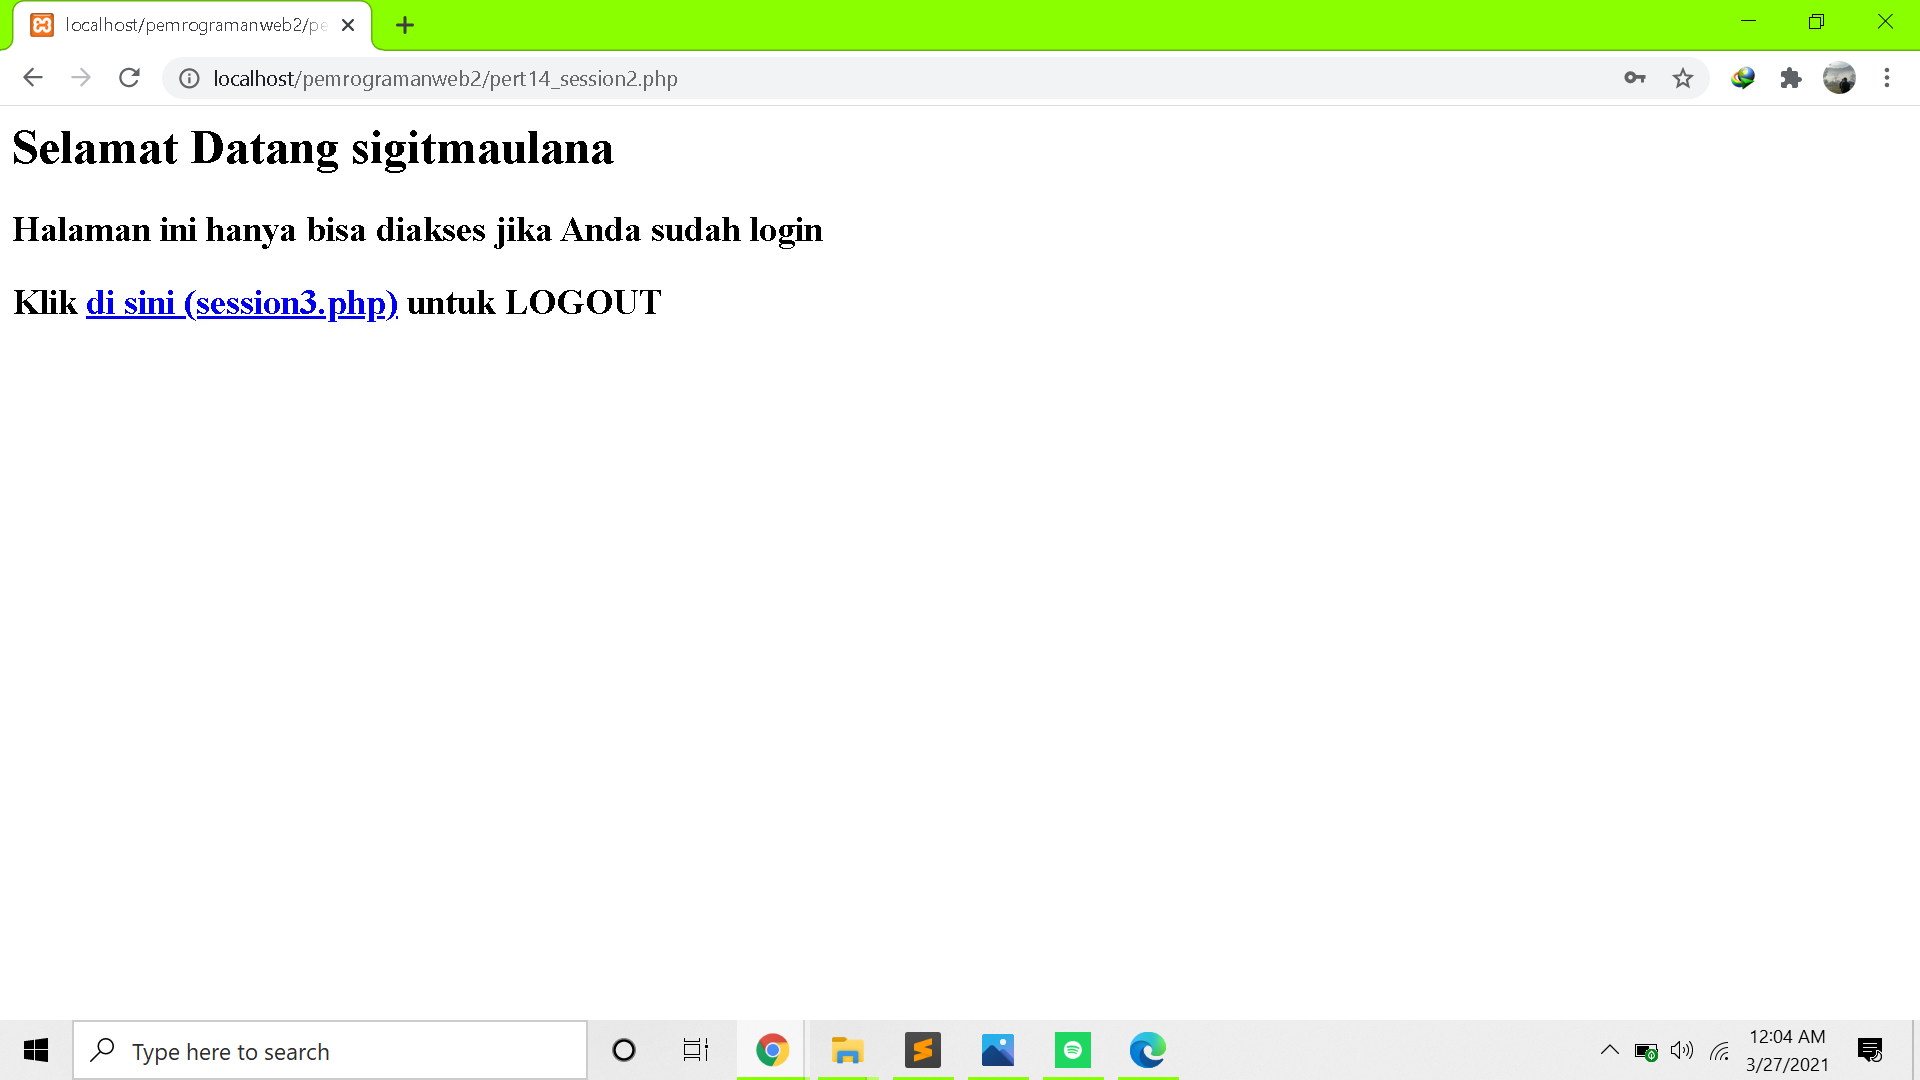 localhost/pemrogramanweb2/pe
localhost/pemrogramanweb2/pert14_session2.php
Selamat Datang sigitmaulana
Halaman ini hanya bisa diakses jika Anda sudah login
Klik di sini (session3.php) untuk LOGOUT
Type here to search
12:04 AM
3/27/2021